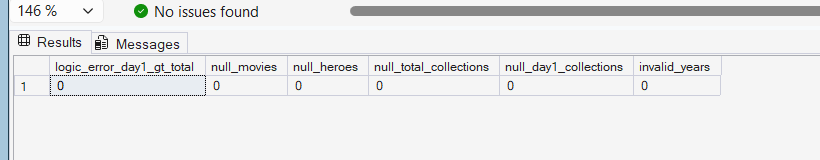 146 % No issues found
Results Messages
logic_error_day1_gt_total null_movies null_heroes null_total_collections null_day1_collections invalid_years
1 0 0 0 0 0 0